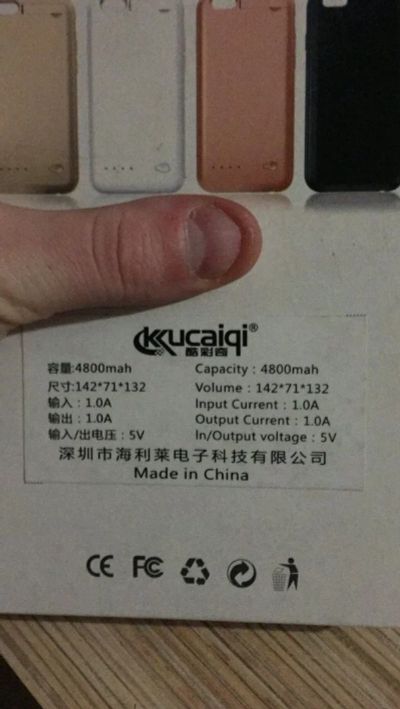 Kucaiqi®
酷彩奇
容量:4800mah Capacity：4800mah
尺寸:142*71*132 Volume：142*71*132
输入：1.0A Input Current：1.0A
输出：1.0A Output Current：1.0A
输入/出电压：5V In/Output voltage：5V
深圳市海利莱电子科技有限公司
Made in China
CE FC